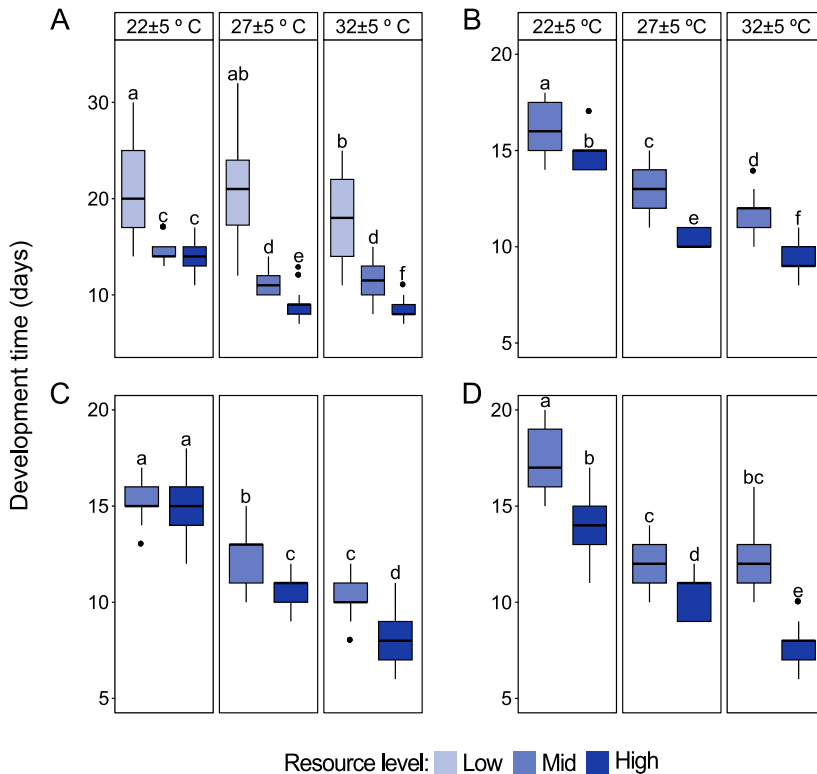 A
22±5 º C 27±5 º C 32±5 º C
a ab b
c c d e d f
30
20
10
B
22±5 ºC 27±5 ºC 32±5 ºC
a b c e d f
20
15
10
5
Development time (days)
C
a a b c c d
20
15
10
5
D
a b c d bc e
20
15
10
5
Resource level: Low Mid High